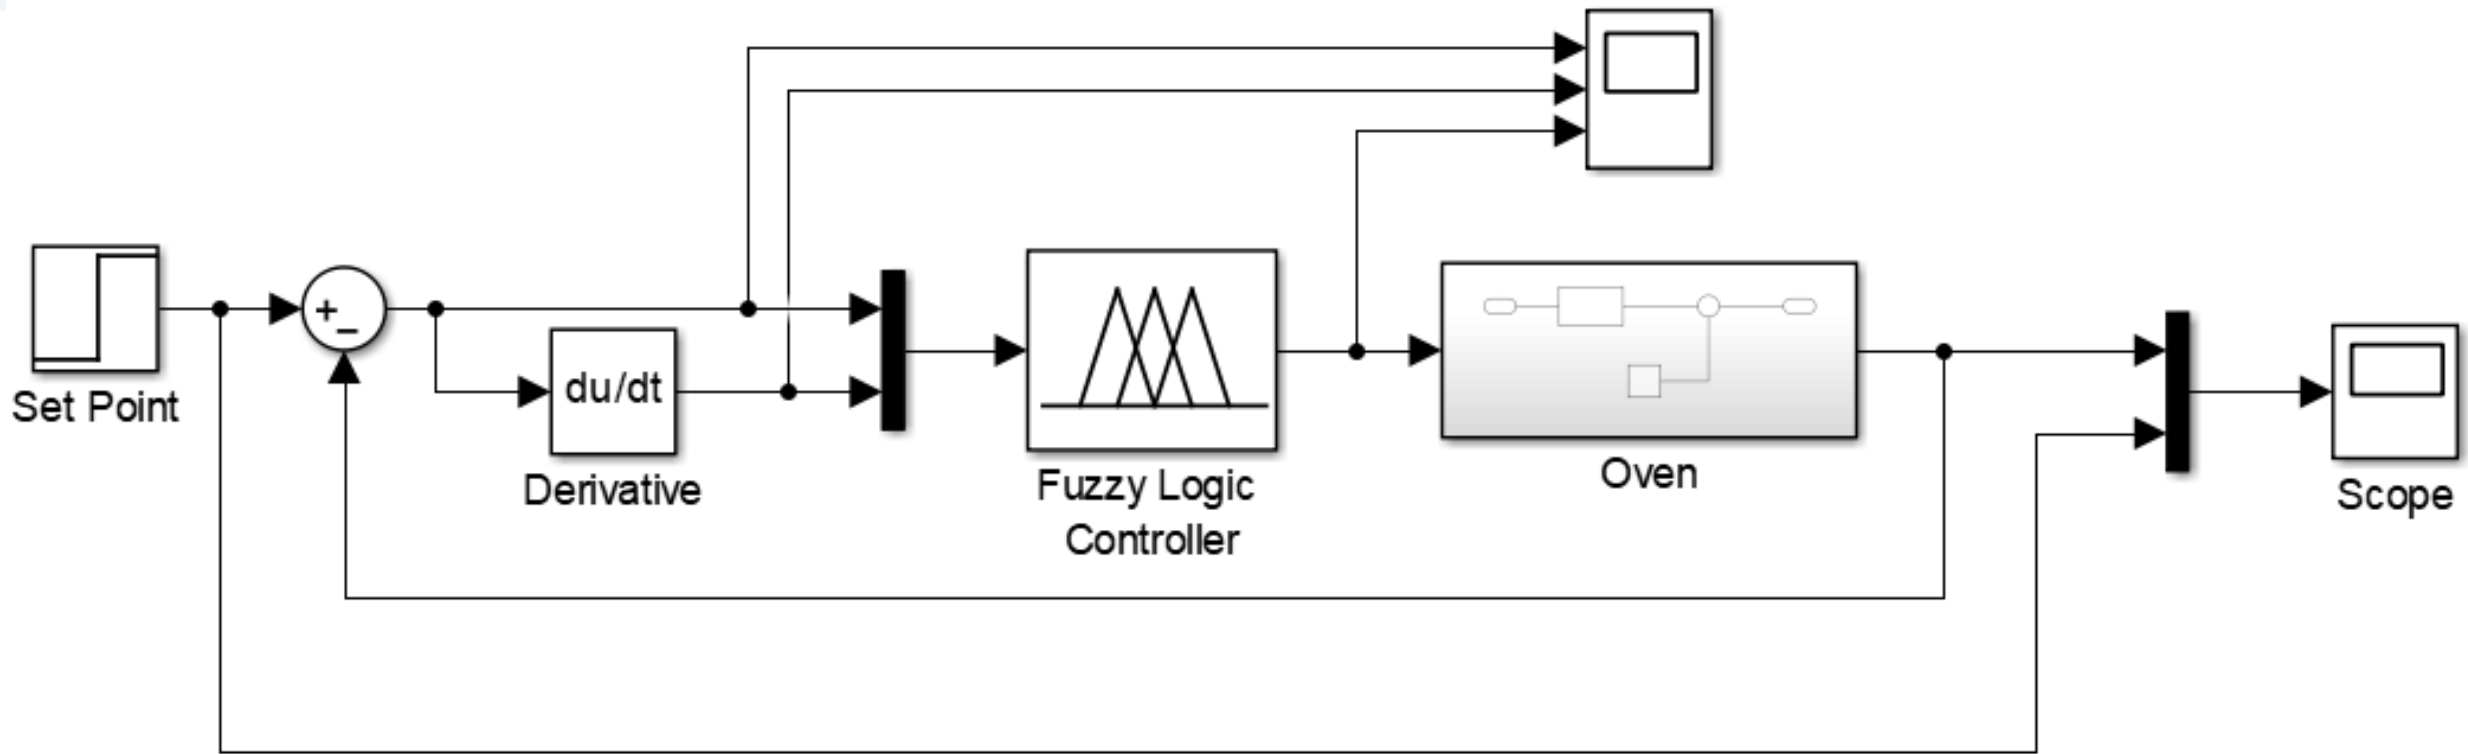 +
−
Set Point
du/dt
Derivative
Fuzzy Logic
Controller
Oven
Scope